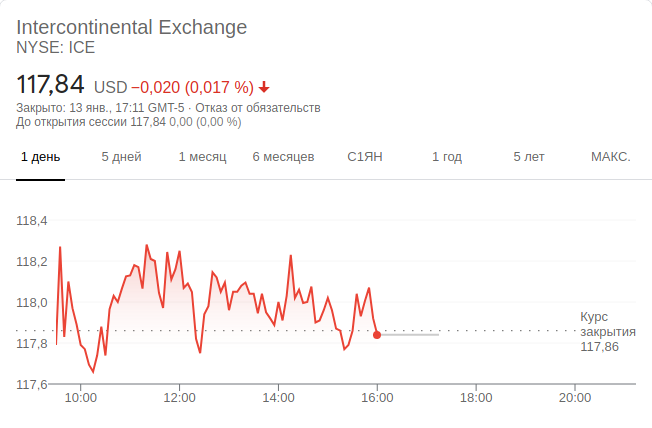 Intercontinental Exchange
NYSE: ICE
117,84 USD −0,020 (0,017 %)
Закрыто: 13 янв., 17:11 GMT-5 · Отказ от обязательств
До открытия сессии 117,84 0,00 (0,00 %)
1 день 5 дней 1 месяц 6 месяцев С1ЯН 1 год 5 лет МАКС.
118,4
118,2
118,0
117,8
117,6
Курс
закрытия
117,86
10:00 12:00 14:00 16:00 18:00 20:00